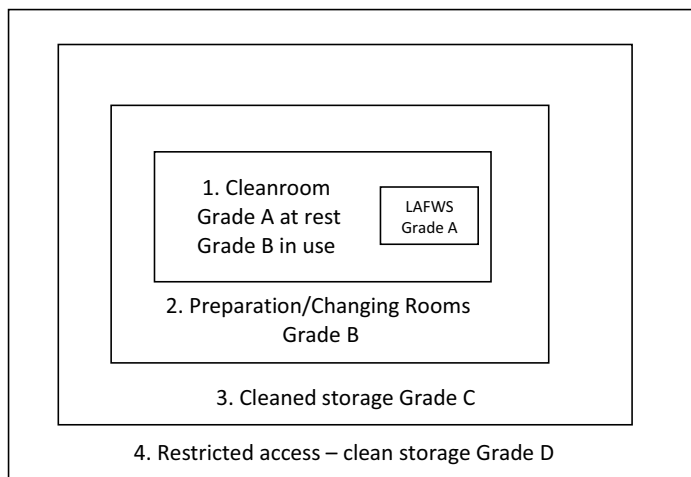 1. Cleanroom
Grade A at rest
Grade B in use
LAFWS
Grade A
2. Preparation/Changing Rooms
Grade B
3. Cleaned storage Grade C
4. Restricted access – clean storage Grade D